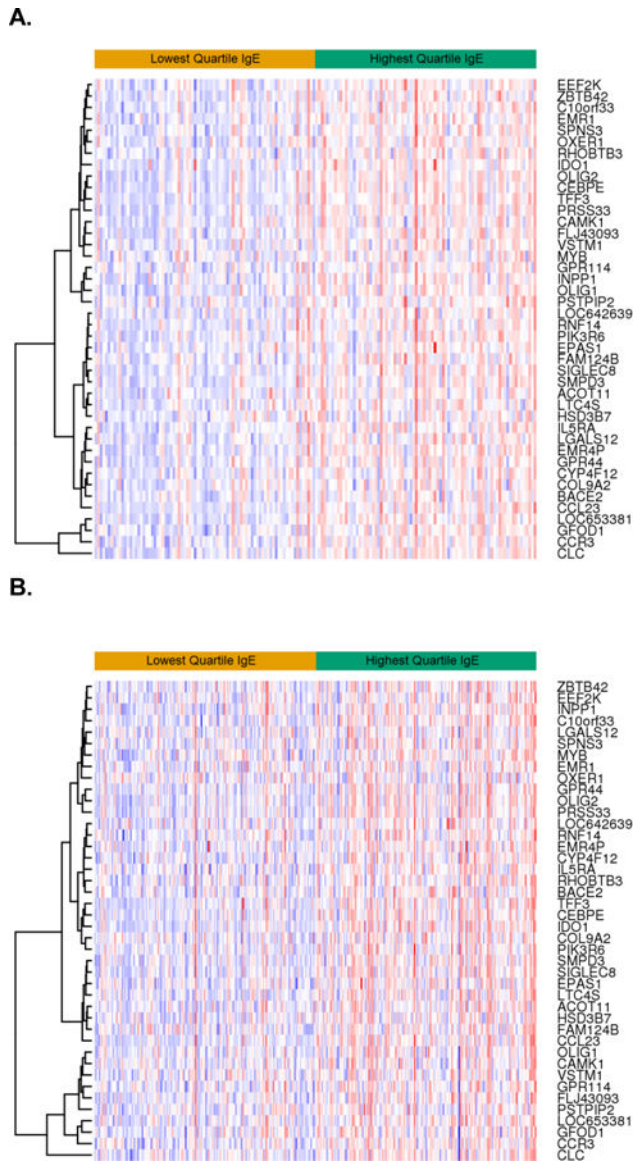 A.
Lowest Quartile IgE Highest Quartile IgE
EEF2K
ZBTB42
C10orf33
EMR1
SPNS3
OXER1
RHOBTB3
IDO1
OLIG2
CEBPE
TFF3
PRSS33
CAMK1
FLJ43093
VSTM1
MYB
GPR114
INPP1
OLIG1
PSTPIP2
LOC642639
RNF14
PIK3R6
EPAS1
FAM124B
SIGLEC8
SMPD3
ACOT11
LTC4S
HSD3B7
IL5RA
LGALS12
EMR4P
GPR44
CYP4F12
COL9A2
BACE2
CCL23
LOC653381
GFOD1
CCR3
CLC
B.
Lowest Quartile IgE Highest Quartile IgE
ZBTB42
EEF2K
INPP1
C10orf33
LGALS12
SPNS3
MYB
EMR1
OXER1
GPR44
OLIG2
PRSS33
LOC642639
RNF14
EMR4P
CYP4F12
IL5RA
RHOBTB3
BACE2
TFF3
CEBPE
IDO1
COL9A2
PIK3R6
SMPD3
SIGLEC8
EPAS1
LTC4S
ACOT11
HSD3B7
FAM124B
CCL23
OLIG1
CAMK1
VSTM1
GPR114
FLJ43093
PSTPIP2
LOC653381
GFOD1
CCR3
CLC